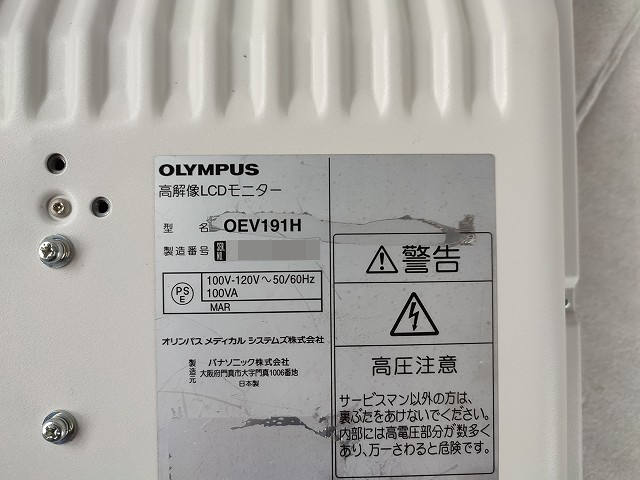 OLYMPUS
高解像LCDモニター
型 名 OEV191H
製造番号
PS
E
100V-120V～50/60Hz
100VA
MAR
オリンパス メディカル システムズ株式会社
製造元
パナソニック株式会社
大阪府門真市大字門真1006番地
日本製
警告
高圧注意
サービスマン以外の方は、
裏ぶたをあけないでください。
内部には高電圧部分が数多く
あり、万一さわると危険です。